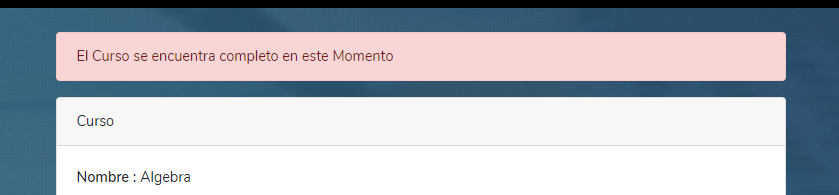 El Curso se encuentra completo en este Momento
Curso
Nombre : Algebra